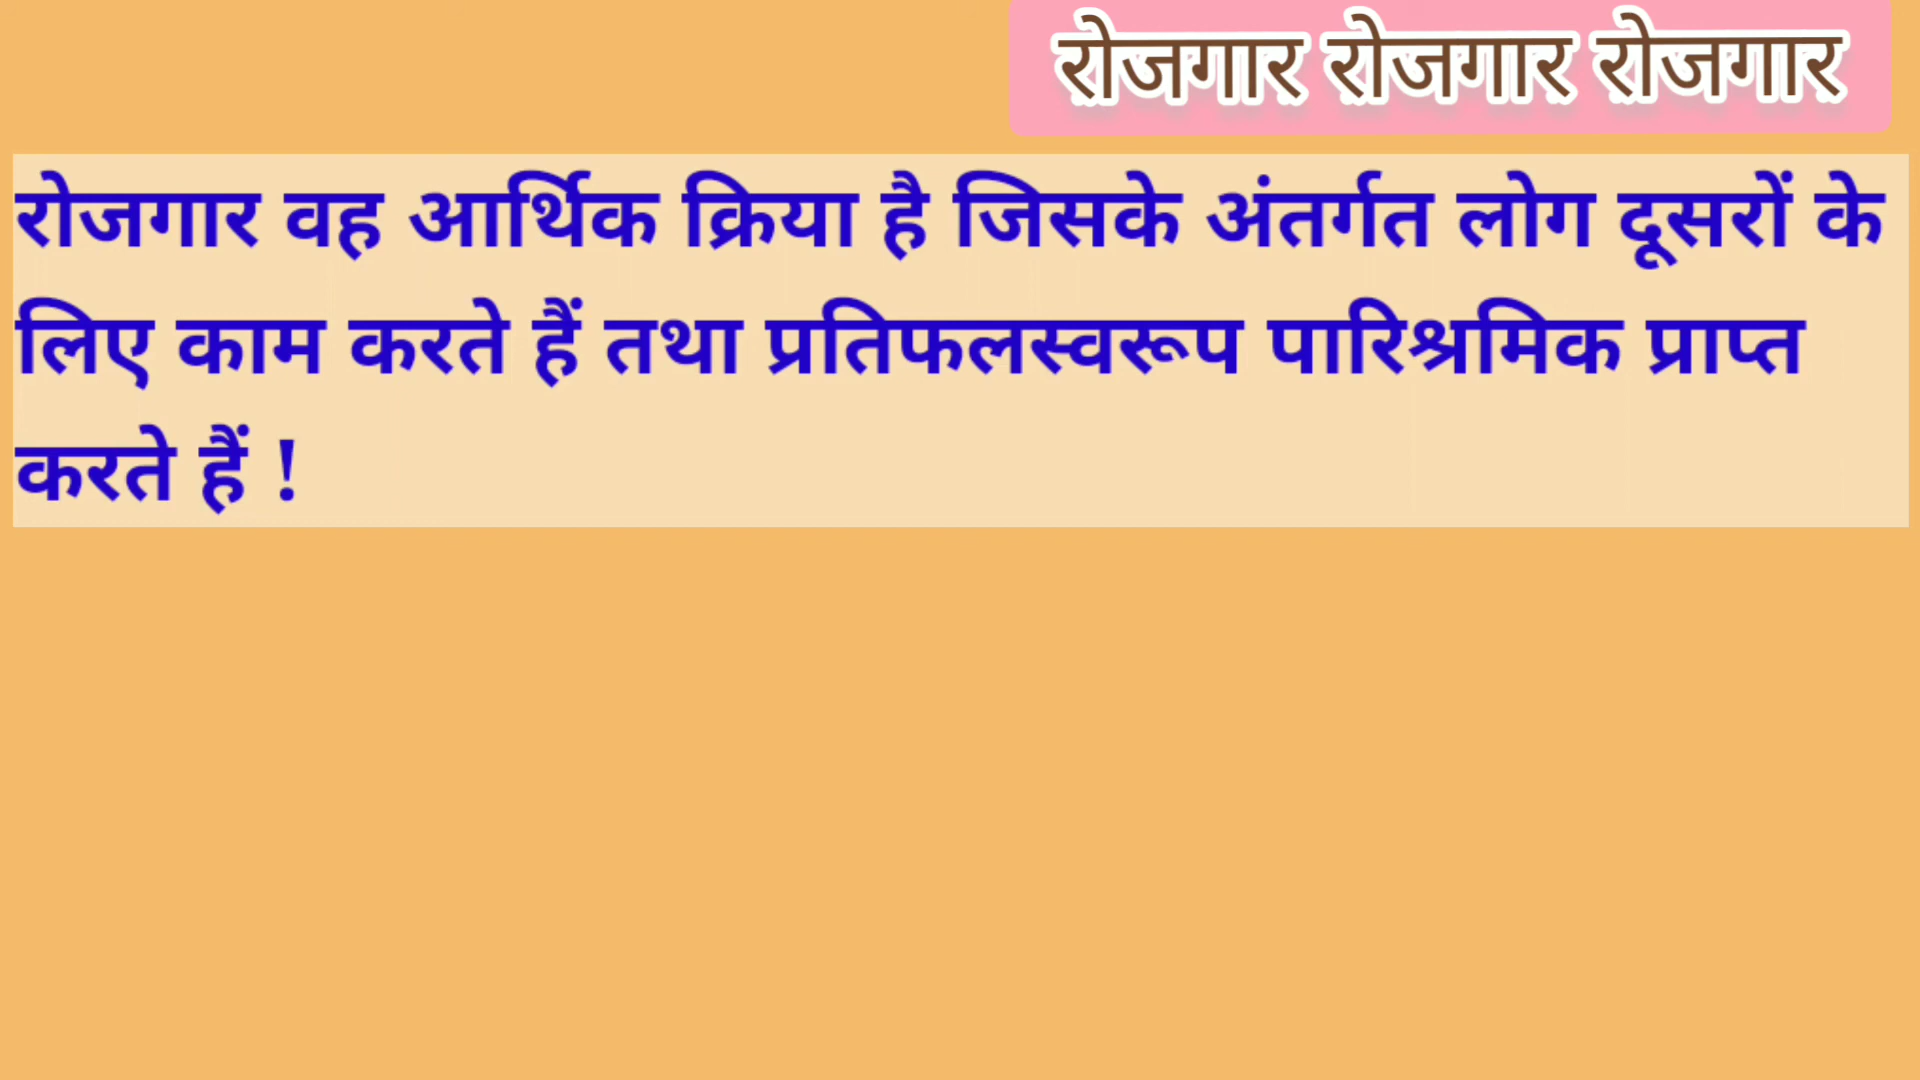 रोजगार रोजगार रोजगार
रोजगार वह आर्थिक क्रिया है जिसके अंतर्गत लोग दूसरों के
लिए काम करते हैं तथा प्रतिफलस्वरूप पारिश्रमिक प्राप्त
करते हैं !